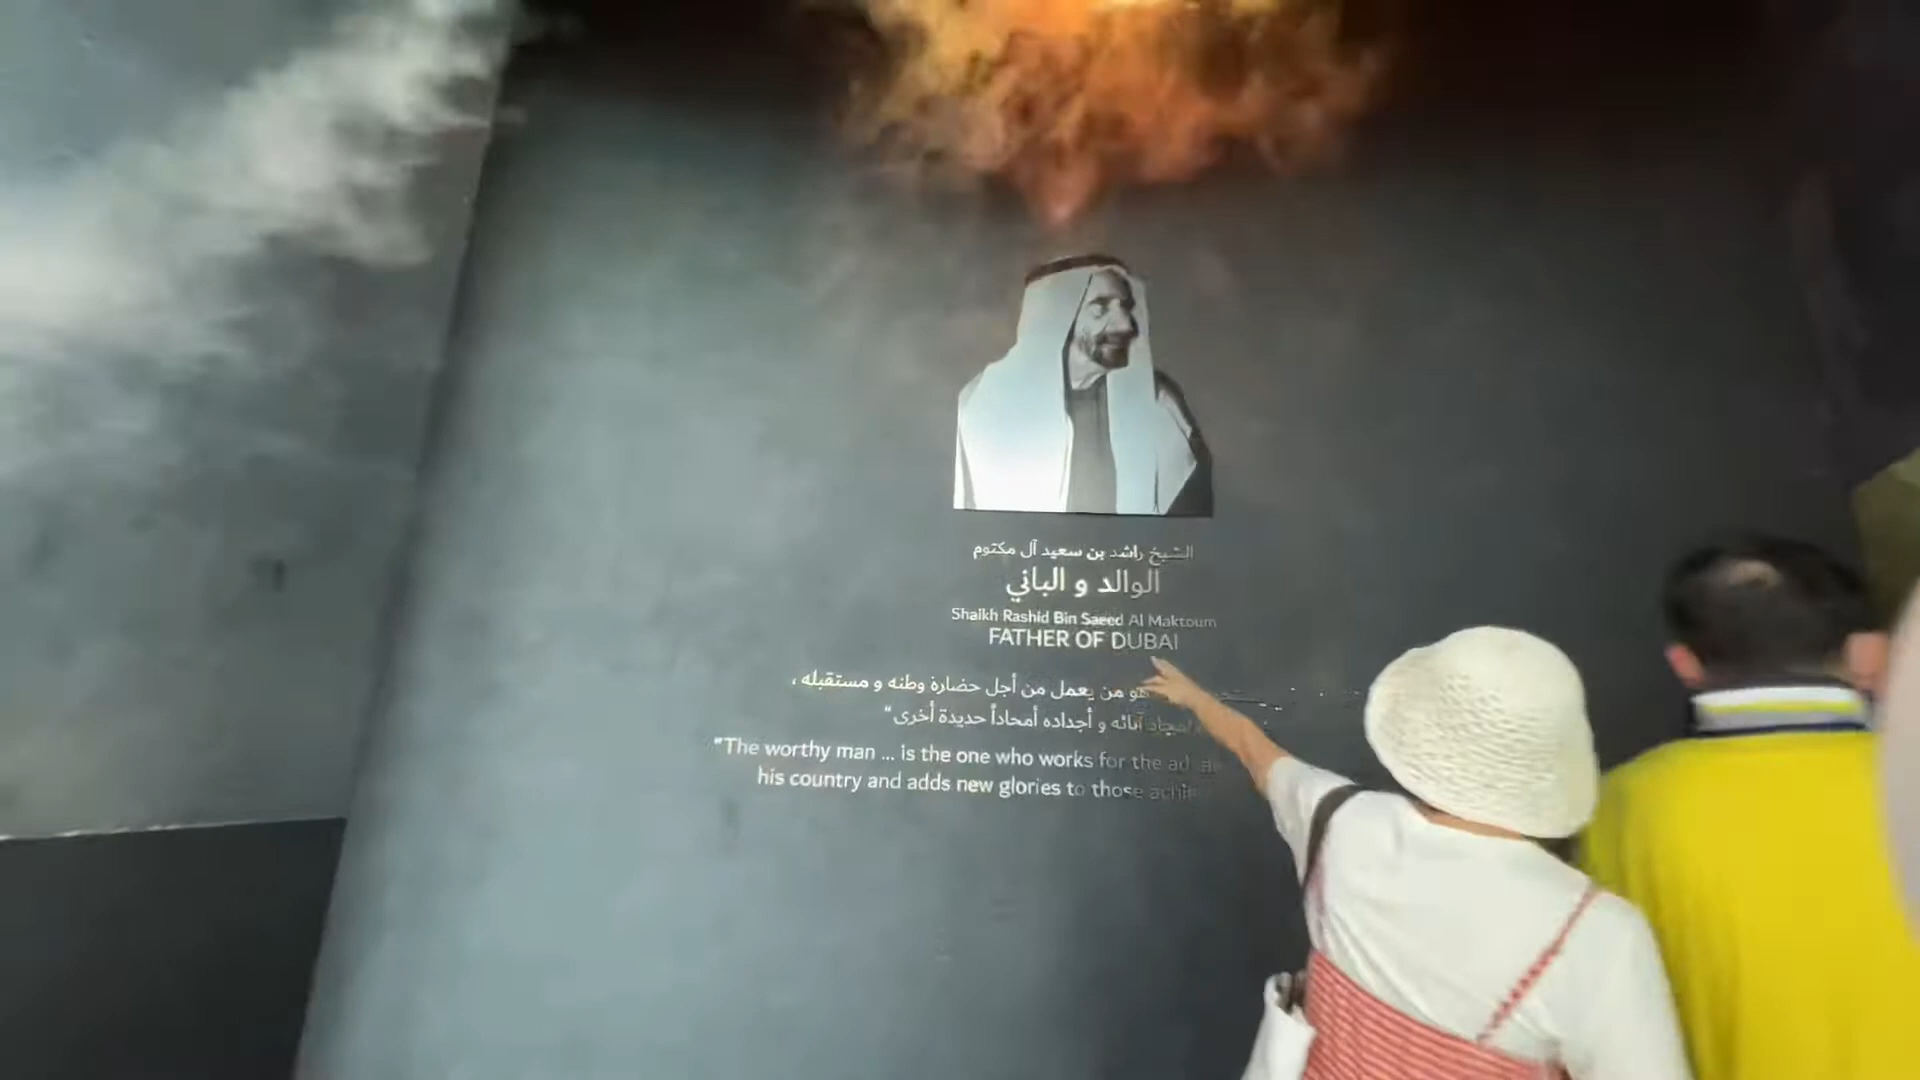 الشيخ راشد بن سعيد آل مكتوم
الوالد و الباني
Shaikh Rashid Bin Saeed Al Maktoum
FATHER OF DUBAI
هو من يعمل من أجل حضارة وطنه و مستقبله ،
و أجداده أمجاداً جديدة أخرى"
"The worthy man ... is the one who works for the
his country and adds new glories to those